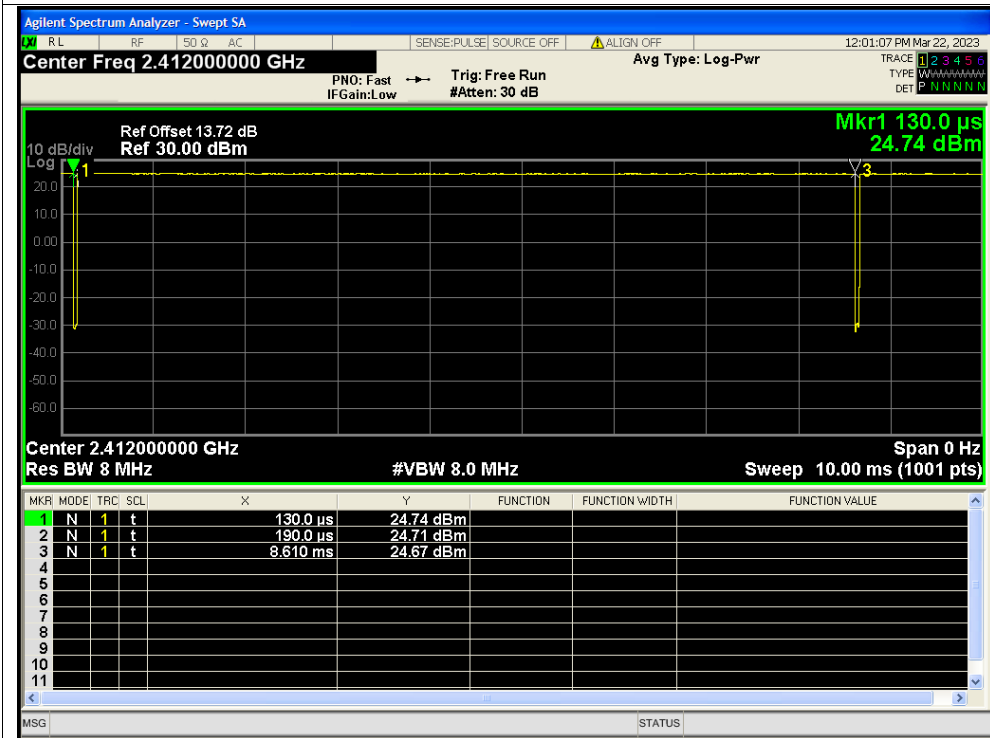 Agilent Spectrum Analyzer - Swept SA
LXI RL RF 50 Ω AC SENSE:PULSE SOURCE OFF ALIGN OFF 12:01:07 PM Mar 22, 2023
Center Freq 2.412000000 GHz Avg Type: Log-Pwr TRACE 1 2 3 4 5 6
PNO: Fast Trig: Free Run TYPE WWWWWW
IFGain:Low #Atten: 30 dB DET P N N N N N
Mkr1 130.0 µs
Ref Offset 13.72 dB
10 dB/div Ref 30.00 dBm 24.74 dBm
Log
1 3
20.0
10.0
0.00
-10.0
-20.0
-30.0
-40.0
-50.0
-60.0
Center 2.412000000 GHz Span 0 Hz
Res BW 8 MHz #VBW 8.0 MHz Sweep 10.00 ms (1001 pts)
MKR MODE TRC SCL X Y FUNCTION FUNCTION WIDTH FUNCTION VALUE
1 N 1 t 130.0 µs 24.74 dBm
2 N 1 t 190.0 µs 24.71 dBm
3 N 1 t 8.610 ms 24.67 dBm
4
5
6
7
8
9
10
11
MSG STATUS